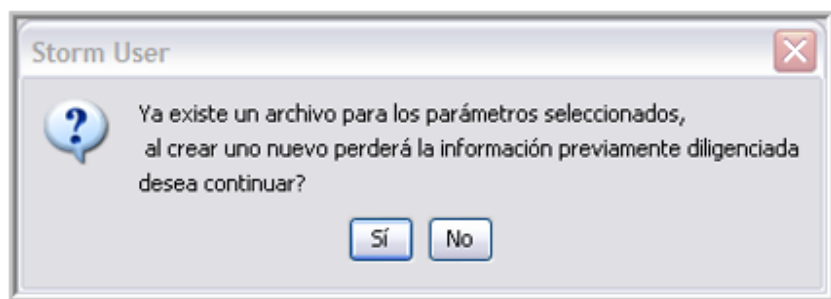 Storm User
Ya existe un archivo para los parámetros seleccionados,
al crear uno nuevo perderá la información previamente diligenciada
desea continuar?
Sí No